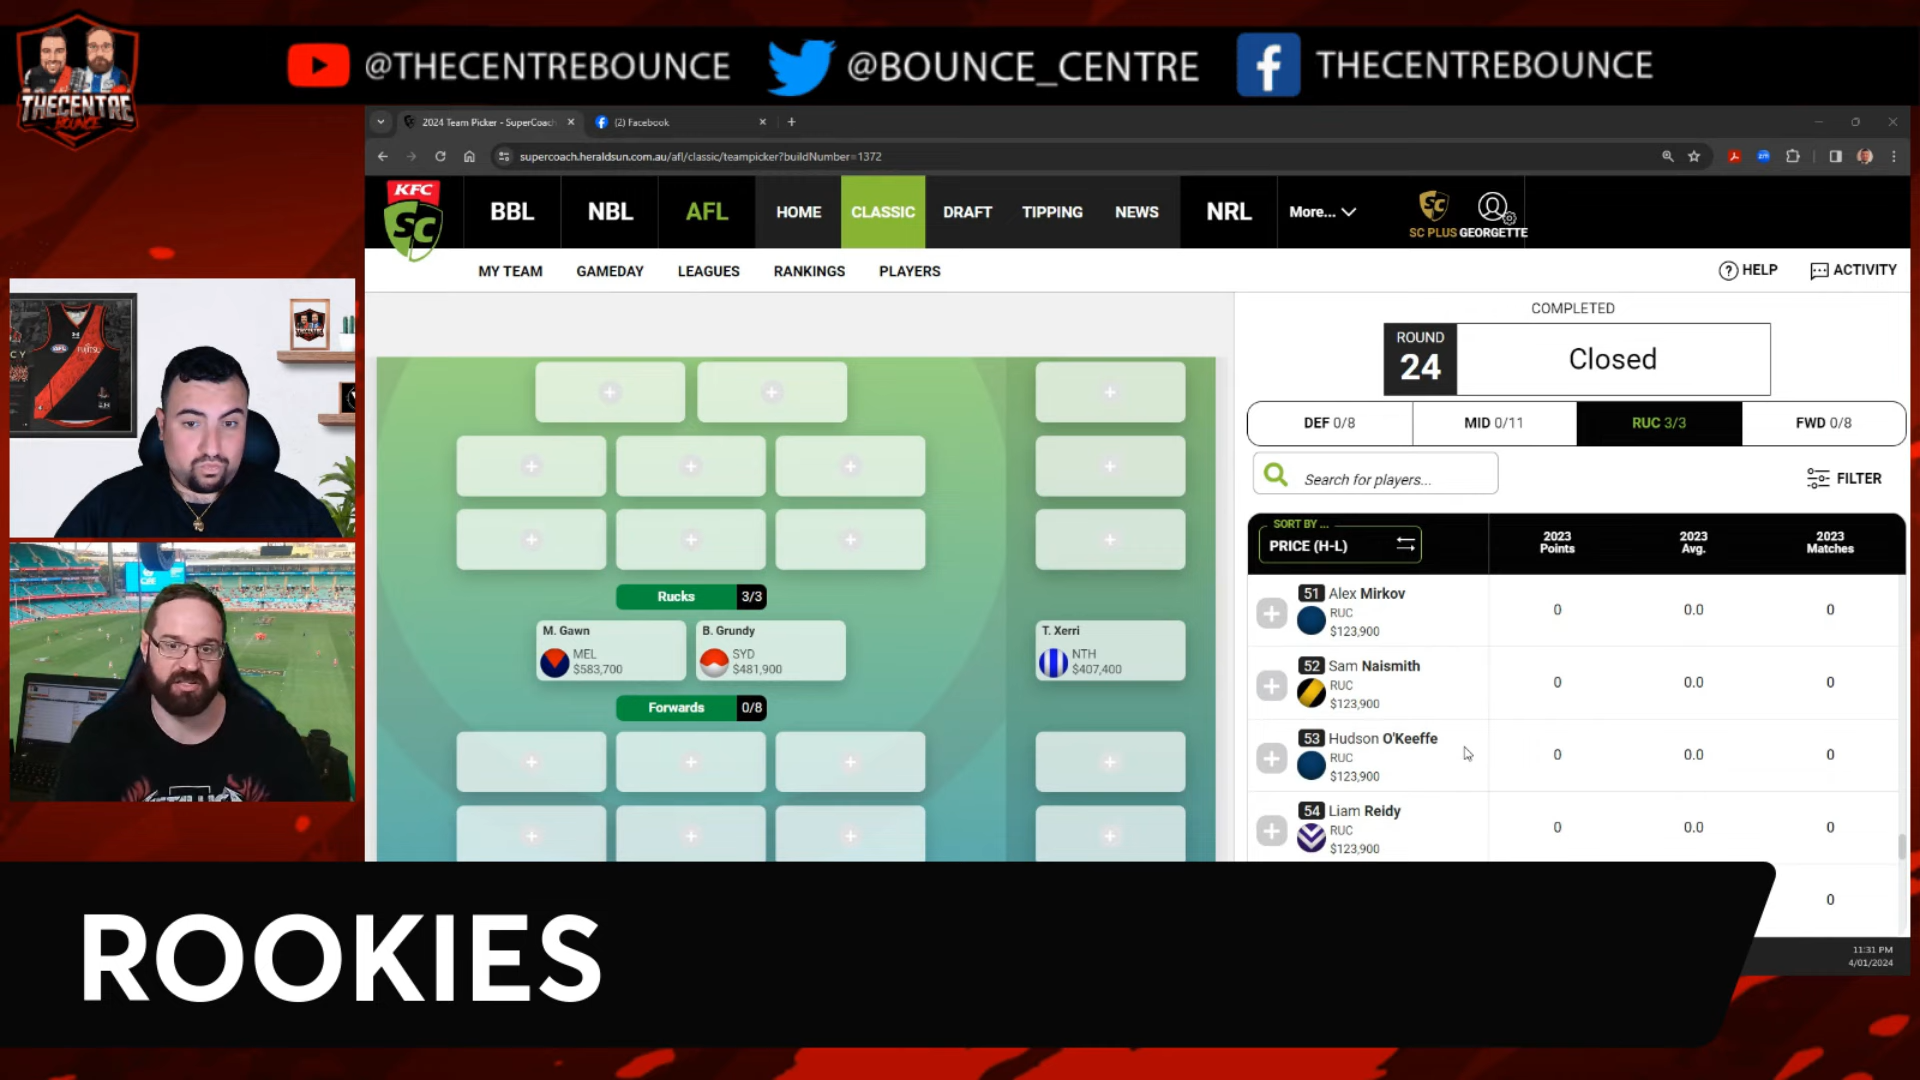 THECENTRE
BOUNCE
@THECENTREBOUNCE
@BOUNCE_CENTRE
THECENTREBOUNCE
2024 Team Picker - SuperCoach
(2) Facebook
supercoach.heraldsun.com.au/afl/classic/teampicker?buildNumber=1372
KFC
SC
BBL
NBL
AFL
HOME
CLASSIC
DRAFT
TIPPING
NEWS
NRL
More...
SC
SC PLUS
GEORGETTE
MY TEAM
GAMEDAY
LEAGUES
RANKINGS
PLAYERS
HELP
ACTIVITY
COMPLETED
ROUND
24
Closed
DEF 0/8
MID 0/11
RUC 3/3
FWD 0/8
Search for players...
FILTER
SORT BY ...
PRICE (H-L)
2023
Points
2023
Avg.
2023
Matches
51 Alex Mirkov
RUC
$123,900
0
0.0
0
52 Sam Naismith
RUC
$123,900
0
0.0
0
53 Hudson O'Keeffe
RUC
$123,900
0
0.0
0
54 Liam Reidy
RUC
$123,900
0
0.0
0
0
Rucks 3/3
M. Gawn
MEL
$583,700
B. Grundy
SYD
$481,900
T. Xerri
NTH
$407,400
Forwards 0/8
ROOKIES
11:31 PM
4/01/2024